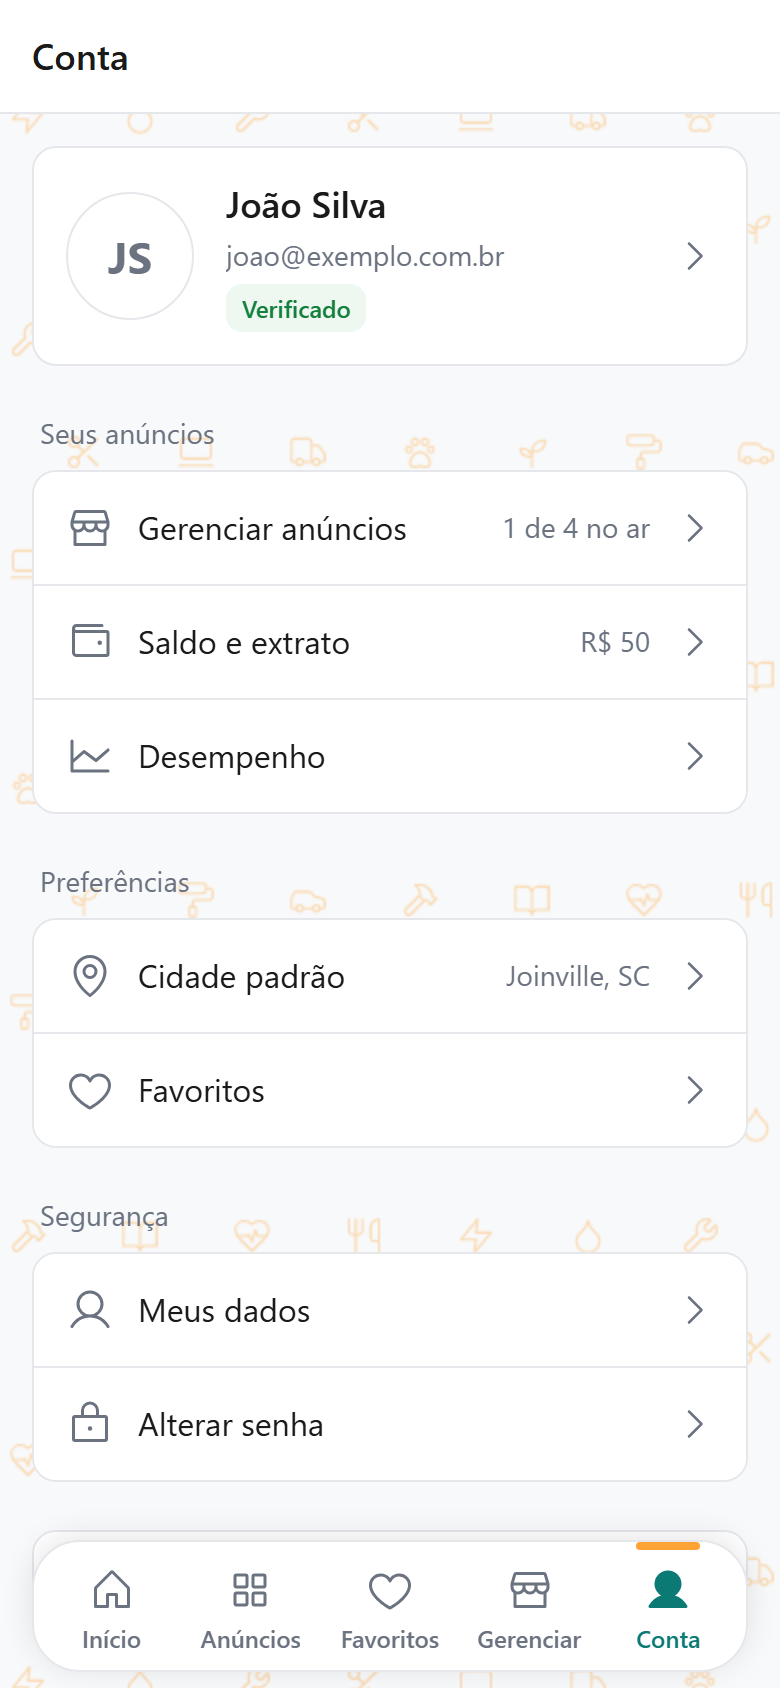 Conta
JS
João Silva
joao@exemplo.com.br
Verificado
Seus anúncios
Gerenciar anúncios
1 de 4 no ar
Saldo e extrato
R$ 50
Desempenho
Preferências
Cidade padrão
Joinville, SC
Favoritos
Segurança
Meus dados
Alterar senha
Início
Anúncios
Favoritos
Gerenciar
Conta